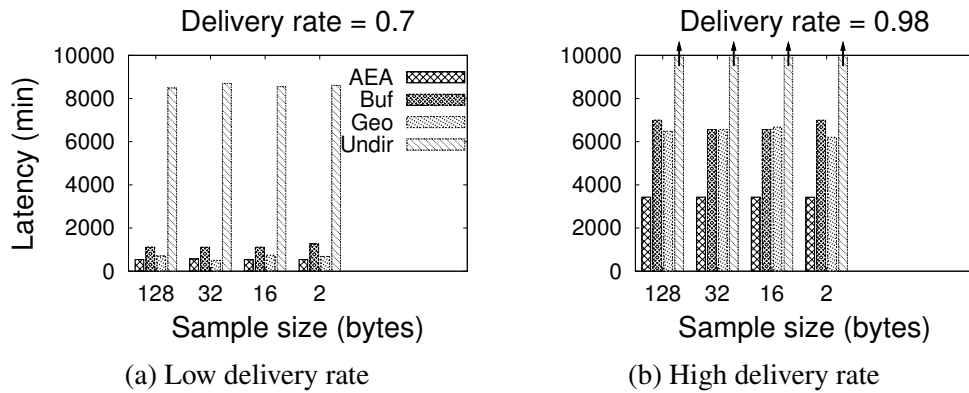 Delivery rate = 0.7
10000
8000
6000
4000
2000
0
Latency (min)
AEA
Buf
Geo
Undir
128 32 16 2
Sample size (bytes)
(a) Low delivery rate
Delivery rate = 0.98
10000
8000
6000
4000
2000
0
128 32 16 2
Sample size (bytes)
(b) High delivery rate